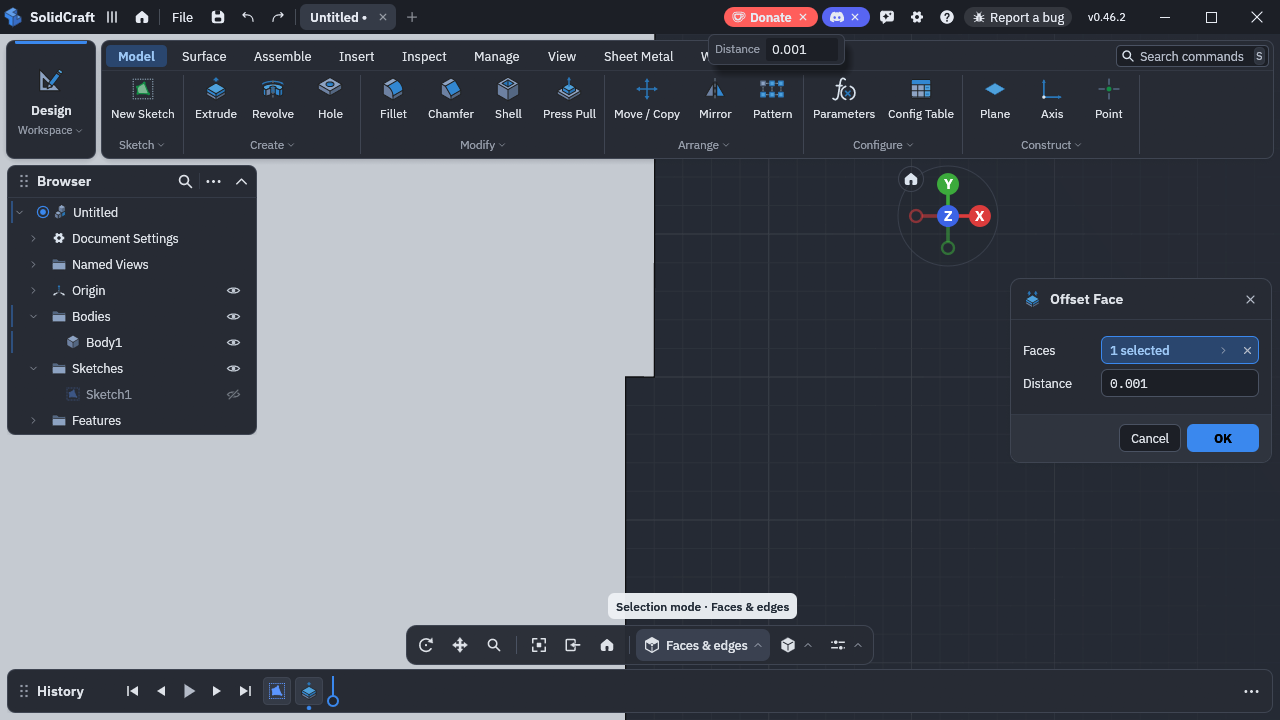 SolidCraft
File
Untitled •
Donate
Report a bug
v0.46.2
Distance 0.001
Design
Workspace
Model Surface Assemble Insert Inspect Manage View Sheet Metal
Search commands S
New Sketch Extrude Revolve Hole Fillet Chamfer Shell Press Pull Move / Copy Mirror Pattern Parameters Config Table Plane Axis Point
Sketch Create Modify Arrange Configure Construct
Browser
Untitled
Document Settings
Named Views
Origin
Bodies
Body1
Sketches
Sketch1
Features
Y
Z X
Offset Face
Faces 1 selected
Distance 0.001
Cancel OK
Selection mode · Faces & edges
Faces & edges
History